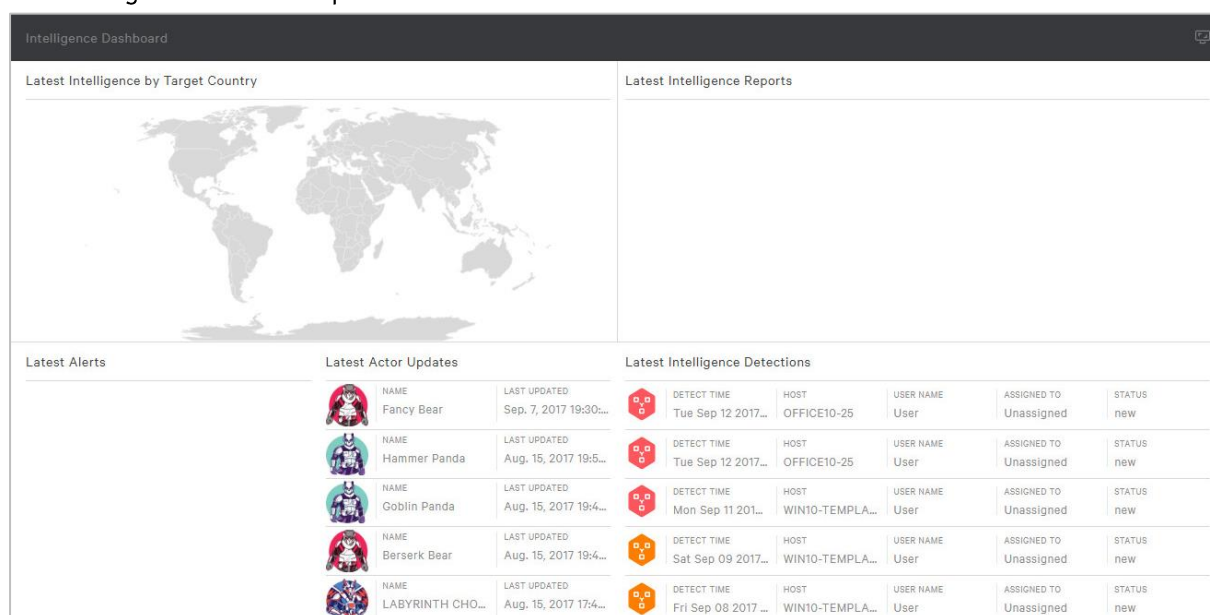 Intelligence Dashboard
Latest Intelligence by Target Country
Latest Intelligence Reports
Latest Alerts
Latest Actor Updates
NAME LAST UPDATED
Fancy Bear Sep. 7, 2017 19:30:...
NAME LAST UPDATED
Hammer Panda Aug. 15, 2017 19:5...
NAME LAST UPDATED
Goblin Panda Aug. 15, 2017 19:4...
NAME LAST UPDATED
Berserk Bear Aug. 15, 2017 19:4...
NAME LAST UPDATED
LABYRINTH CHO... Aug. 15, 2017 17:4...
Latest Intelligence Detections
DETECT TIME HOST USER NAME ASSIGNED TO STATUS
Tue Sep 12 2017... OFFICE10-25 User Unassigned new
DETECT TIME HOST USER NAME ASSIGNED TO STATUS
Tue Sep 12 2017... OFFICE10-25 User Unassigned new
DETECT TIME HOST USER NAME ASSIGNED TO STATUS
Mon Sep 11 201... WIN10-TEMPLA... User Unassigned new
DETECT TIME HOST USER NAME ASSIGNED TO STATUS
Sat Sep 09 2017... WIN10-TEMPLA... User Unassigned new
DETECT TIME HOST USER NAME ASSIGNED TO STATUS
Fri Sep 08 2017 ... WIN10-TEMPLA... User Unassigned new